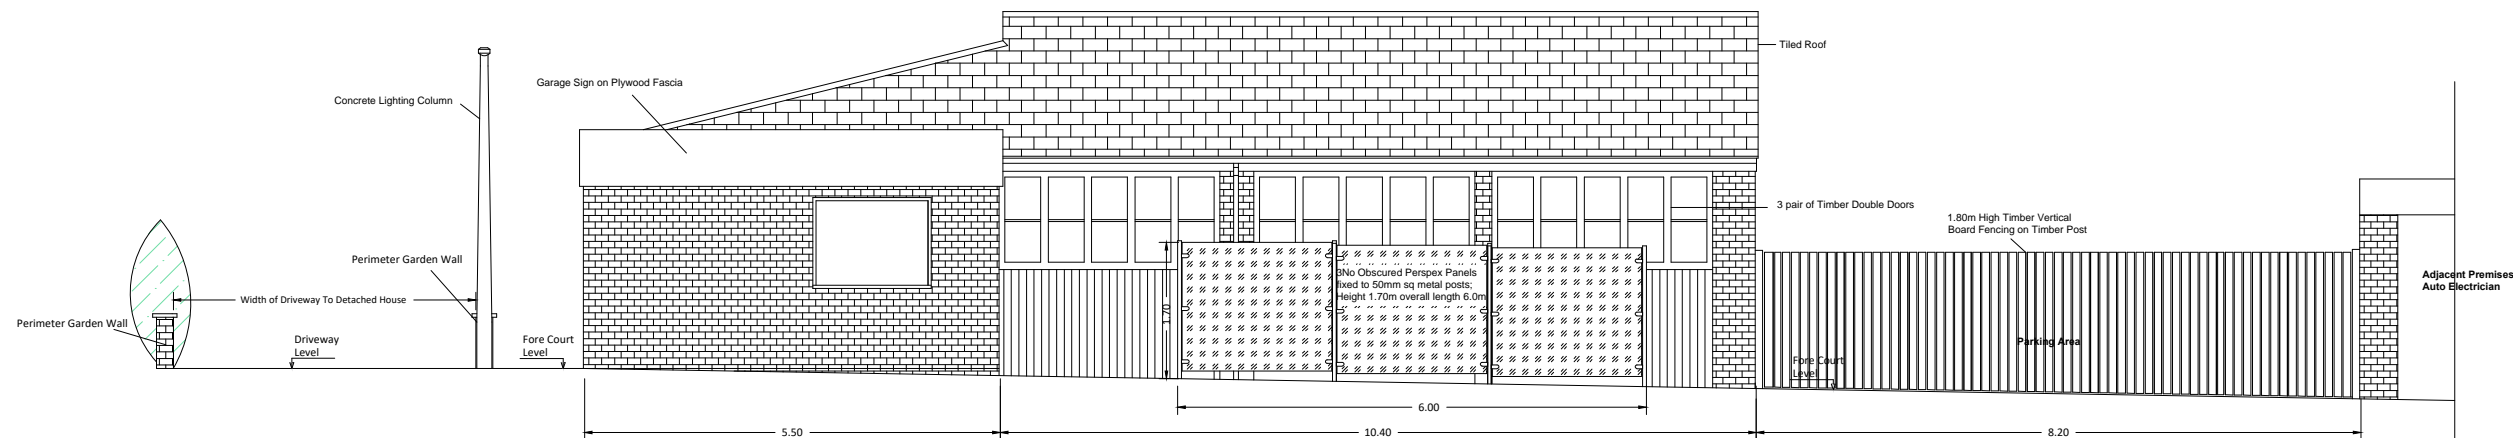 Tiled Roof
Garage Sign on Plywood Fascia
Concrete Lighting Column
3 pair of Timber Double Doors
1.80m High Timber Vertical
Board Fencing on Timber Post
Perimeter Garden Wall
Adjacent Premises
Auto Electrician
3No Obscured Perspex Panels
fixed to 50mm sq metal posts;
Height 1.70m overall length 6.0m
Width of Driveway To Detached House
1.70
Perimeter Garden Wall
Driveway
Level
Fore Court
Level
Parking Area
Fore Court
Level
6.00
5.50
10.40
8.20